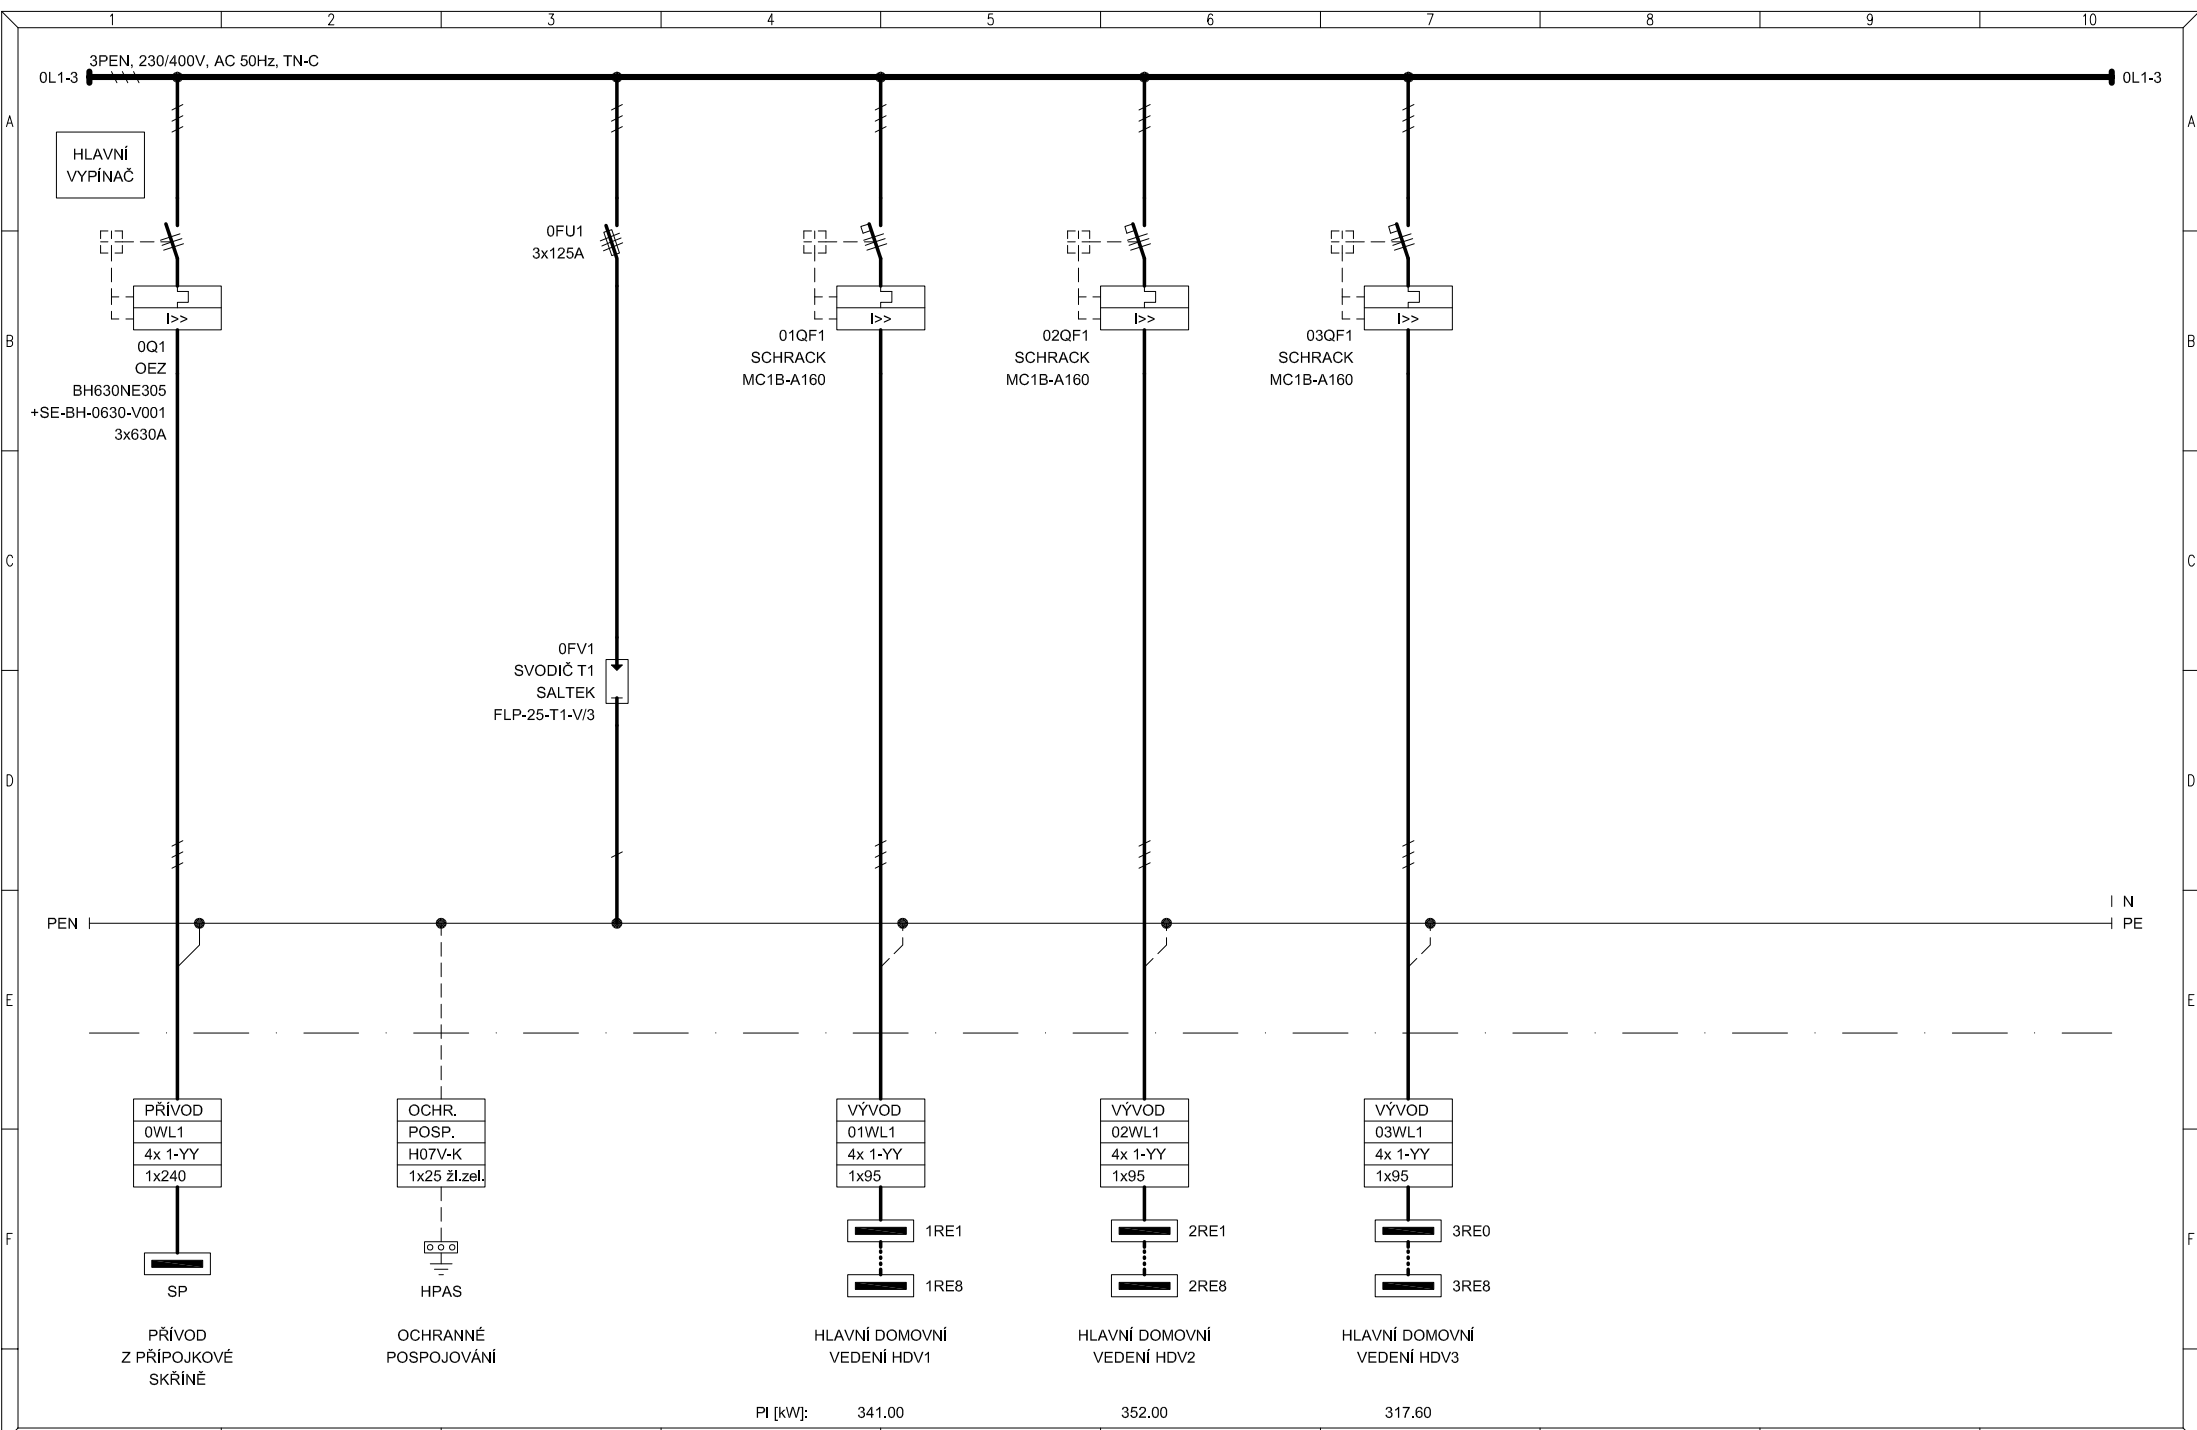 1 2 3 4 5 6 7 8 9 10
3PEN, 230/400V, AC 50Hz, TN-C
0L1-3
0L1-3
A
A
HLAVNÍ
VYPÍNAČ
0FU1
3x125A
I>>
I>>
I>>
I>>
B
B
0Q1
OEZ
BH630NE305
+SE-BH-0630-V001
3x630A
01QF1
SCHRACK
MC1B-A160
02QF1
SCHRACK
MC1B-A160
03QF1
SCHRACK
MC1B-A160
C
C
0FV1
SVODIČ T1
SALTEK
FLP-25-T1-V/3
D
D
PEN
N
PE
E
E
PŘÍVOD
0WL1
4x 1-YY
1x240
OCHR.
POSP.
H07V-K
1x25 žl.zel.
VÝVOD
01WL1
4x 1-YY
1x95
VÝVOD
02WL1
4x 1-YY
1x95
VÝVOD
03WL1
4x 1-YY
1x95
F
F
SP
HPAS
1RE1
1RE8
2RE1
2RE8
3RE0
3RE8
PŘÍVOD
Z PŘÍPOJKOVÉ
SKŘÍNĚ
OCHRANNÉ
POSPOJOVÁNÍ
HLAVNÍ DOMOVNÍ
VEDENÍ HDV1
HLAVNÍ DOMOVNÍ
VEDENÍ HDV2
HLAVNÍ DOMOVNÍ
VEDENÍ HDV3
PI [kW]: 341.00 352.00 317.60